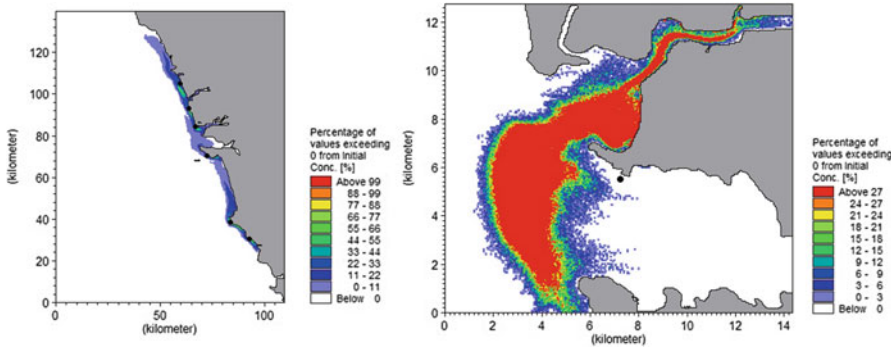 120
100
80
60
40
20
0
0
50
100
(kilometer)
(kilometer)
Percentage of
values exceeding
0 from Initial
Conc. [%]
Above 99
88 - 99
77 - 88
66 - 77
55 - 66
44 - 55
33 - 44
22 - 33
11 - 22
0 - 11
Below 0
12
10
8
6
4
2
0
0
2
4
6
8
10
12
14
(kilometer)
(kilometer)
Percentage of
values exceeding
0 from Initial
Conc. [%]
Above 27
24 - 27
21 - 24
18 - 21
15 - 18
12 - 15
9 - 12
6 - 9
3 - 6
0 - 3
Below 0